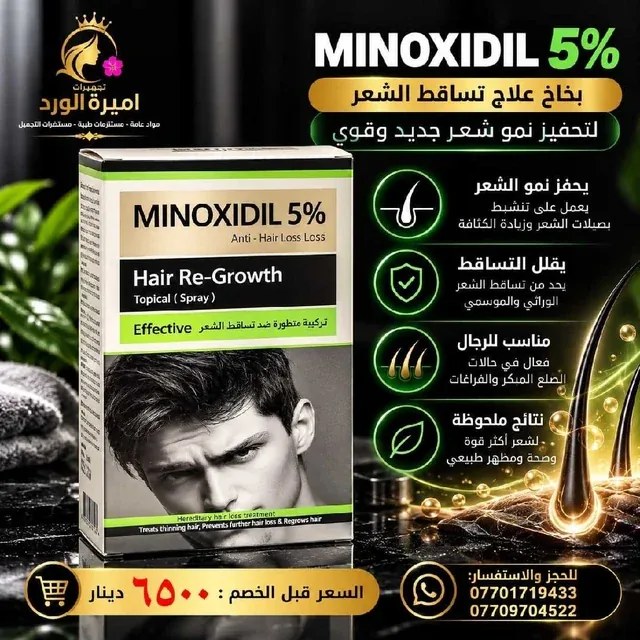 تجهيزات
اميرة الورد
مواد عامة - مستلزمات طبية - مستحضرات التجميل
MINOXIDIL 5%
بخاخ علاج تساقط الشعر
لتحفيز نمو شعر جديد وقوي
يحفز نمو الشعر
يعمل على تنشيط
بصيلات الشعر وزيادة الكثافة
يقلل التساقط
يحد من تساقط الشعر
الوراثي والموسمي
مناسب للرجال
فعال في حالات
الصلع المبكر والفراغات
نتائج ملحوظة
لشعر أكثر قوة
وصحة ومظهر طبيعي
MINOXIDIL 5%
Anti - Hair Loss Loss
Hair Re-Growth
Topical ( Spray )
Effective تركيبة متطورة ضد تساقط الشعر
Hereditary hair loss treatment
Treats thinning hair, Prevents further hair loss & Regrows hair
السعر قبل الخصم : ٦٥٠٠ دينار
للحجز والاستفسار:
07701719433
07709704522